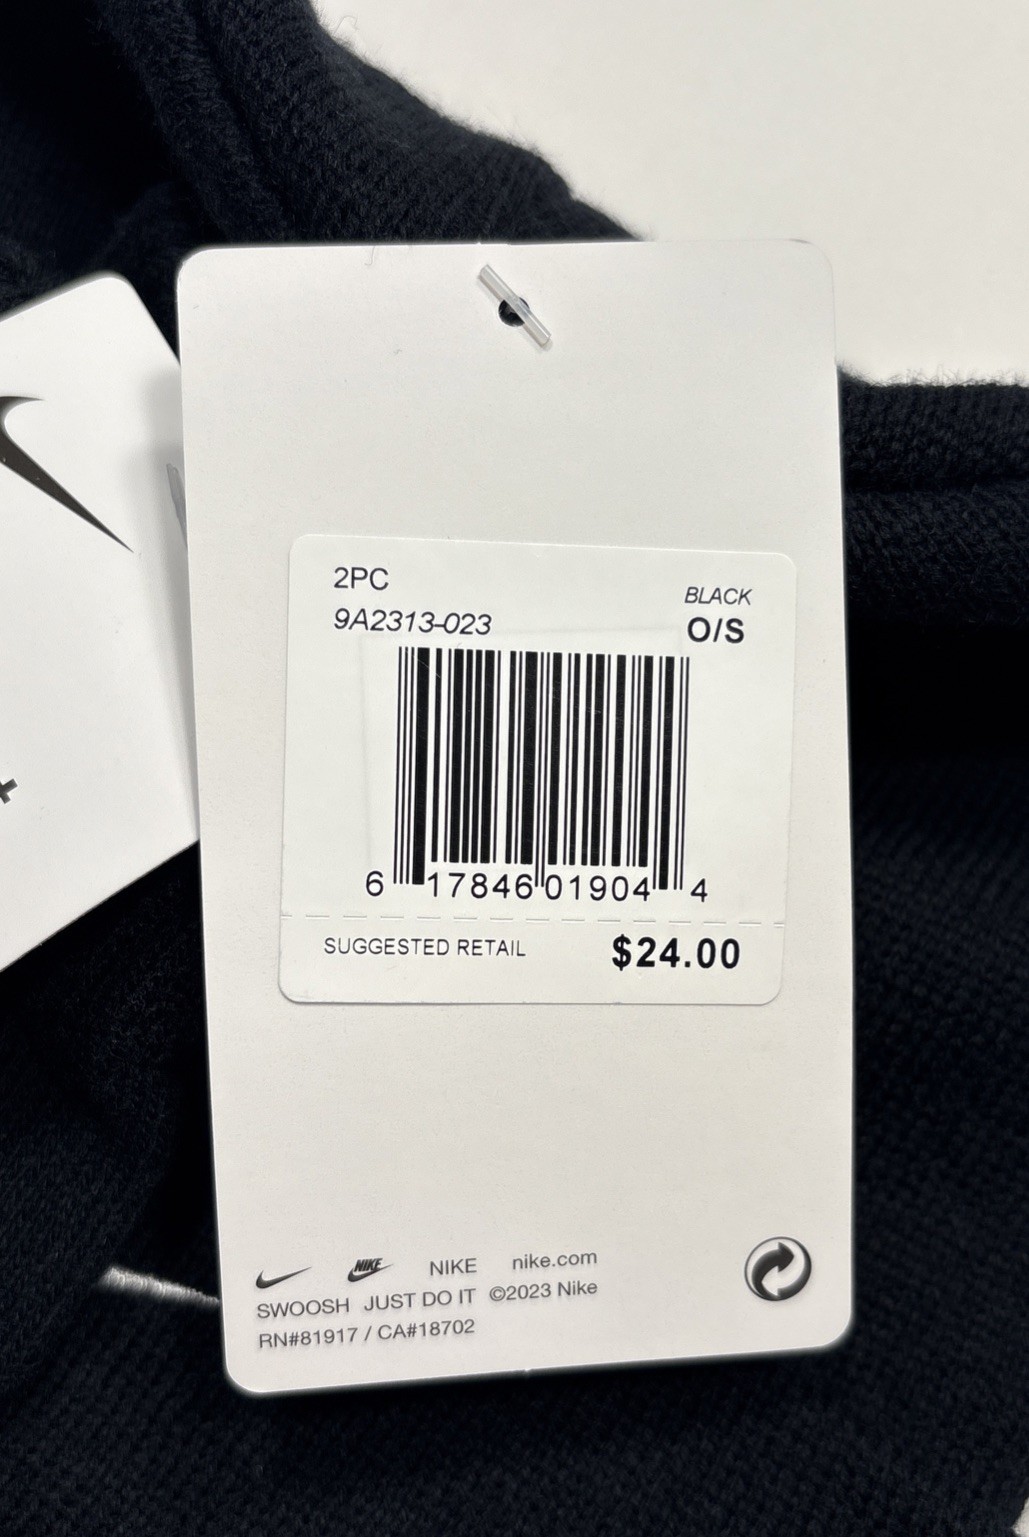 2PC
BLACK
9A2313-023
O/S
6 17846 01904 4
SUGGESTED RETAIL $24.00
NIKE NIKE nike.com
SWOOSH JUST DO IT ©2023 Nike
RN#81917 / CA#18702